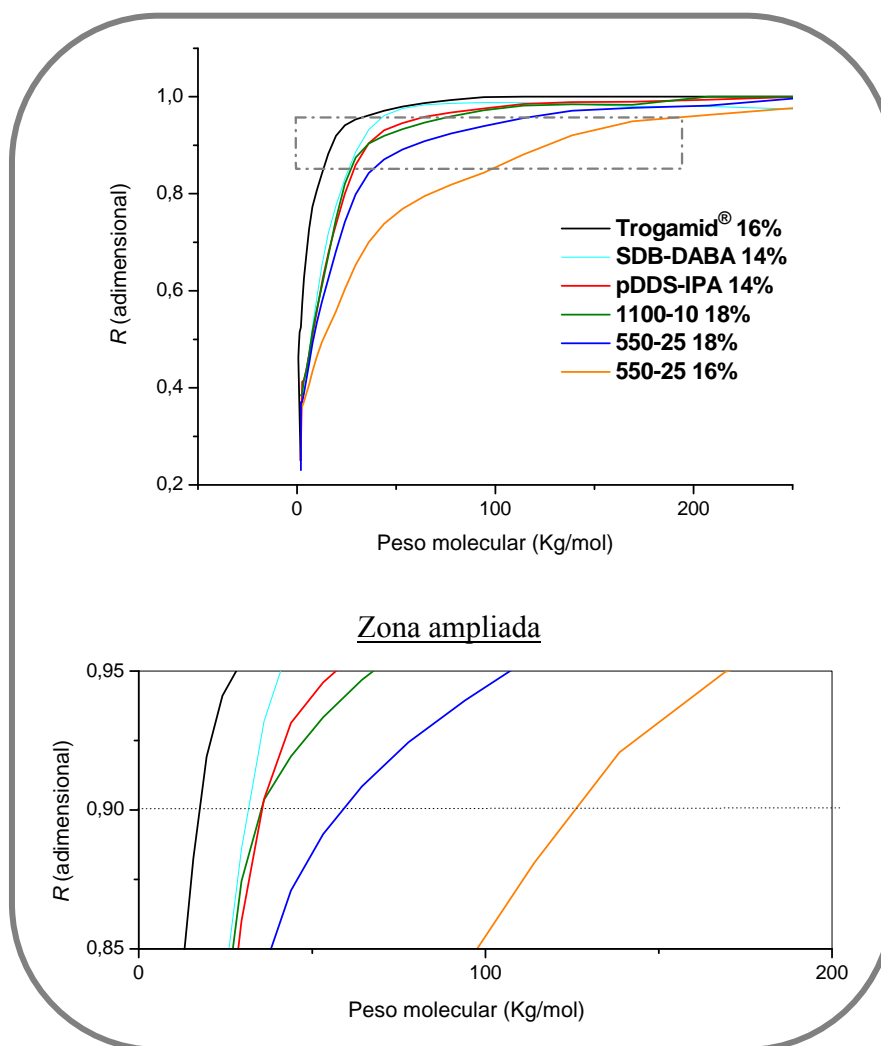 1,0
0,8
0,6
0,4
0,2
R (adimensional)
Trogamid® 16%
SDB-DABA 14%
pDDS-IPA 14%
1100-10 18%
550-25 18%
550-25 16%
0 100 200
Peso molecular (Kg/mol)
Zona ampliada
0,95
0,90
0,85
R (adimensional)
0 100 200
Peso molecular (Kg/mol)